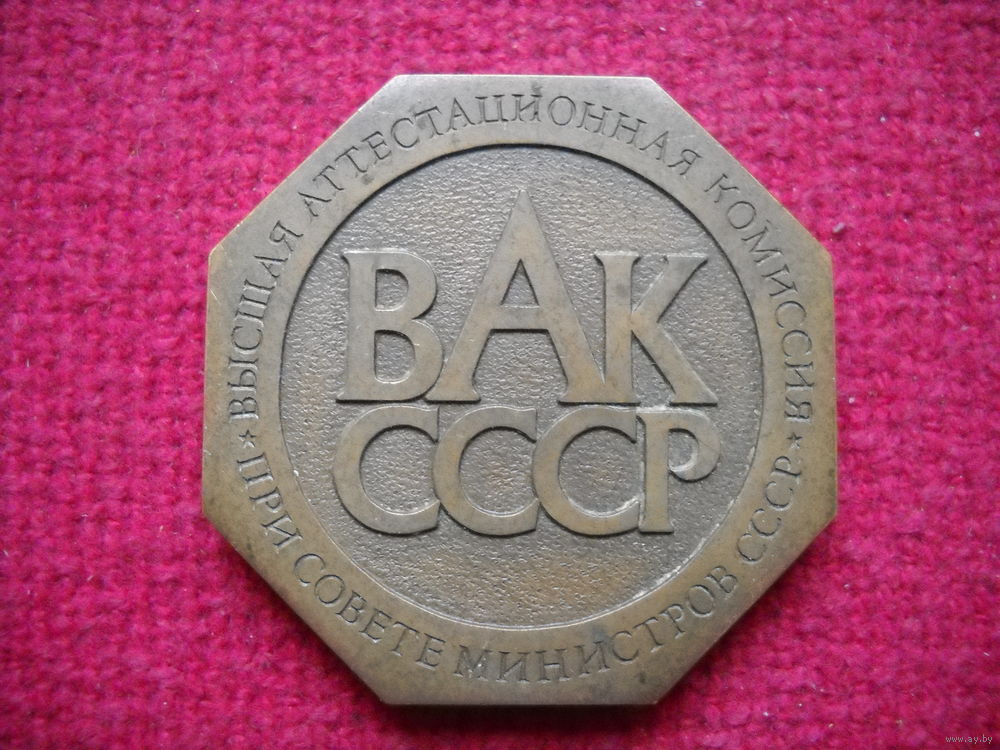 ВЫСШАЯ АТТЕСТАЦИОННАЯ КОМИССИЯ
ВАК
СССР
★ ПРИ СОВЕТЕ МИНИСТРОВ СССР ★
www.ay.by